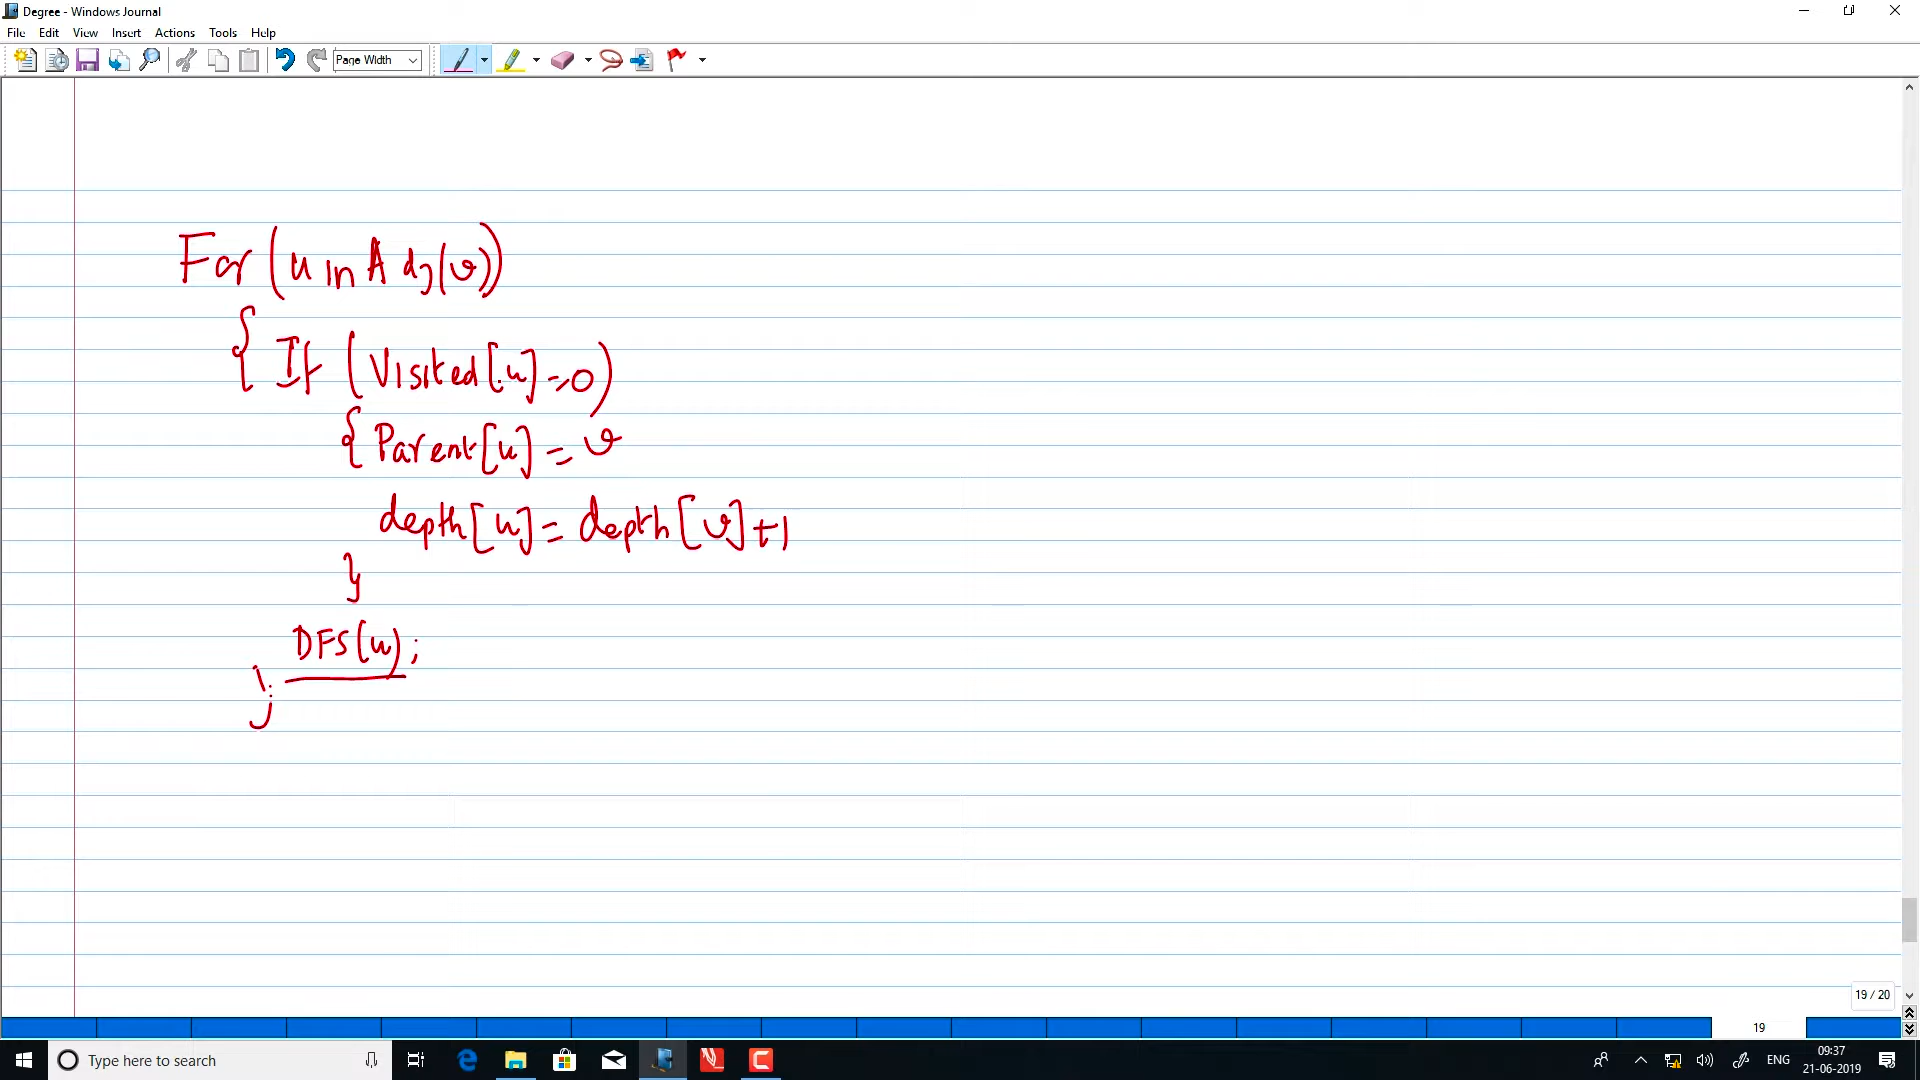 Degree - Windows Journal
File Edit View Insert Actions Tools Help
Page Width
For (u in Adj(v))
{ If (Visited[u]=0)
{ Parent[u] = v
depth[u] = depth[v]+1
}
DFS(u);
}
19 / 20
19
Type here to search
ENG
09:37
21-06-2019